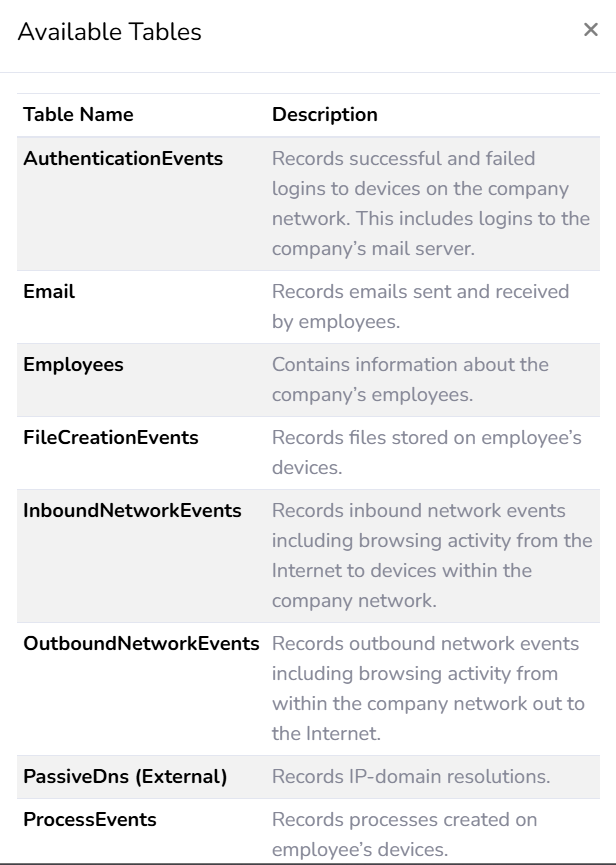 Available Tables
Table Name Description
AuthenticationEvents Records successful and failed
logins to devices on the company
network. This includes logins to the
company’s mail server.
Email Records emails sent and received
by employees.
Employees Contains information about the
company’s employees.
FileCreationEvents Records files stored on employee’s
devices.
InboundNetworkEvents Records inbound network events
including browsing activity from the
Internet to devices within the
company network.
OutboundNetworkEvents Records outbound network events
including browsing activity from
within the company network out to
the Internet.
PassiveDns (External) Records IP-domain resolutions.
ProcessEvents Records processes created on
employee’s devices.